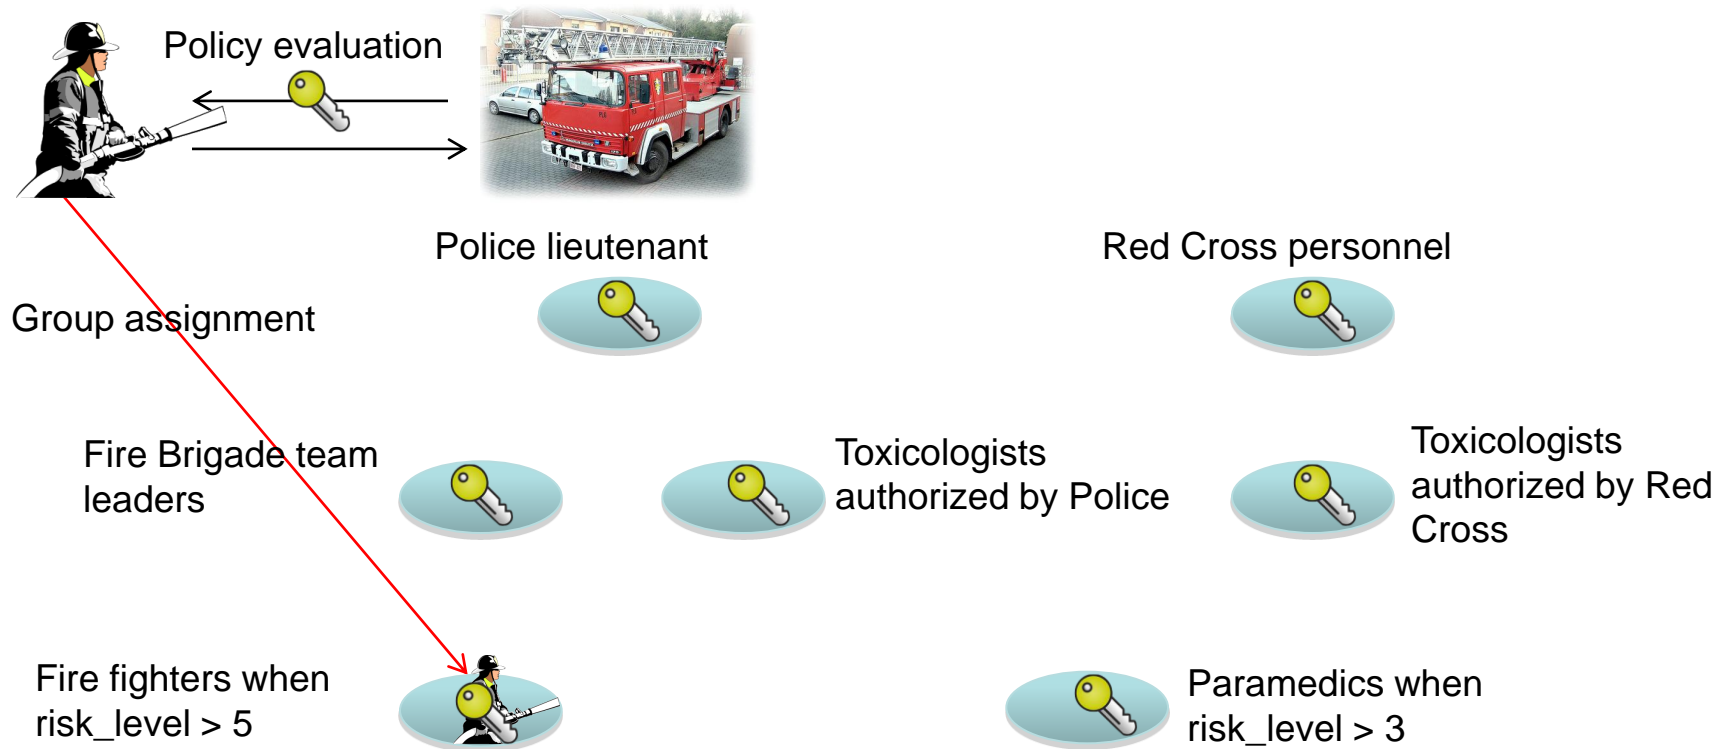 Policy evaluation
Police lieutenant
Red Cross personnel
Group assignment
Fire Brigade team
leaders
Toxicologists
authorized by Police
Toxicologists
authorized by Red
Cross
Fire fighters when
risk_level > 5
Paramedics when
risk_level > 3